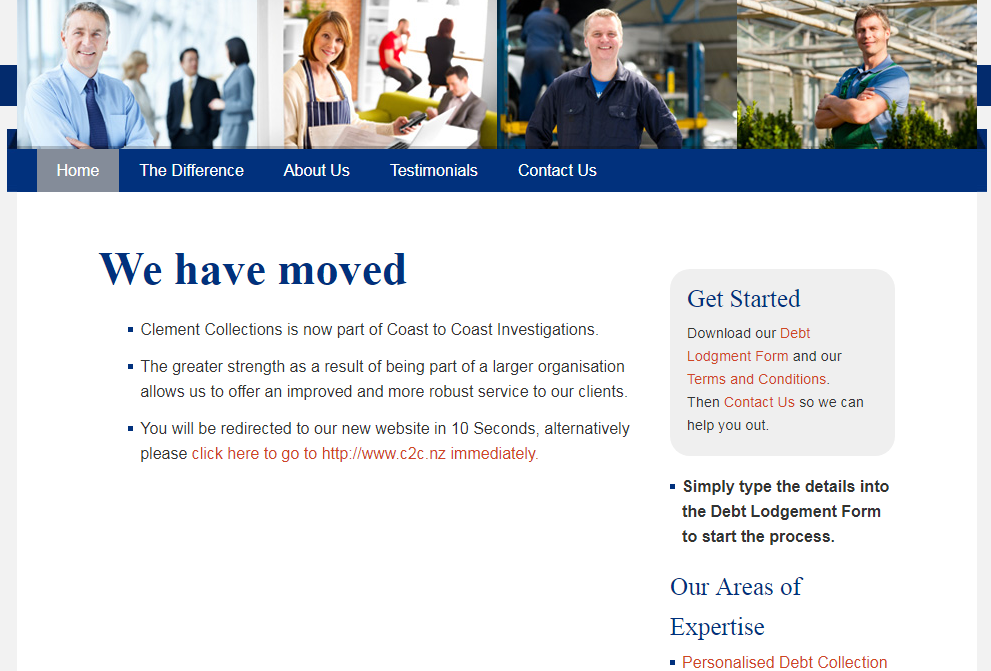 Home
The Difference
About Us
Testimonials
Contact Us
We have moved
Clement Collections is now part of Coast to Coast Investigations.
The greater strength as a result of being part of a larger organisation
allows us to offer an improved and more robust service to our clients.
You will be redirected to our new website in 10 Seconds, alternatively
please click here to go to http://www.c2c.nz immediately.
Get Started
Download our Debt
Lodgment Form and our
Terms and Conditions.
Then Contact Us so we can
help you out.
Simply type the details into
the Debt Lodgement Form
to start the process.
Our Areas of
Expertise
Personalised Debt Collection